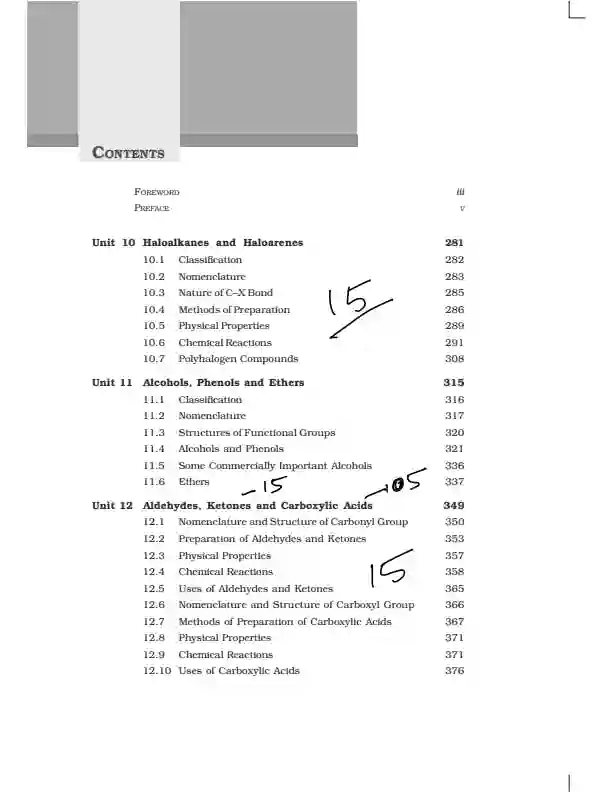 CONTENTS
FOREWORD iii
PREFACE v
Unit 10 Haloalkanes and Haloarenes 281
10.1 Classification 282
10.2 Nomenclature 283
10.3 Nature of C–X Bond 285
15
10.4 Methods of Preparation 286
10.5 Physical Properties 289
10.6 Chemical Reactions 291
10.7 Polyhalogen Compounds 308
Unit 11 Alcohols, Phenols and Ethers 315
11.1 Classification 316
11.2 Nomenclature 317
11.3 Structures of Functional Groups 320
11.4 Alcohols and Phenols 321
11.5 Some Commercially Important Alcohols 336
11.6 Ethers 337
–15
05
Unit 12 Aldehydes, Ketones and Carboxylic Acids 349
12.1 Nomenclature and Structure of Carbonyl Group 350
12.2 Preparation of Aldehydes and Ketones 353
12.3 Physical Properties 357
12.4 Chemical Reactions 358
15
12.5 Uses of Aldehydes and Ketones 365
12.6 Nomenclature and Structure of Carboxyl Group 366
12.7 Methods of Preparation of Carboxylic Acids 367
12.8 Physical Properties 371
12.9 Chemical Reactions 371
12.10 Uses of Carboxylic Acids 376